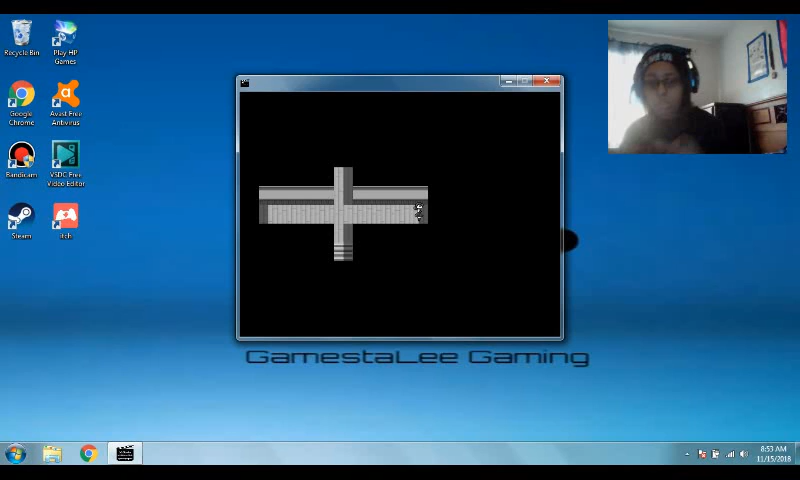 Recycle Bin
Play HP
Games
Google
Chrome
Avast Free
Antivirus
Bandicam
VSDC Free
Video Editor
Steam
itch
GamestaLee Gaming
8:53 AM
11/15/2018